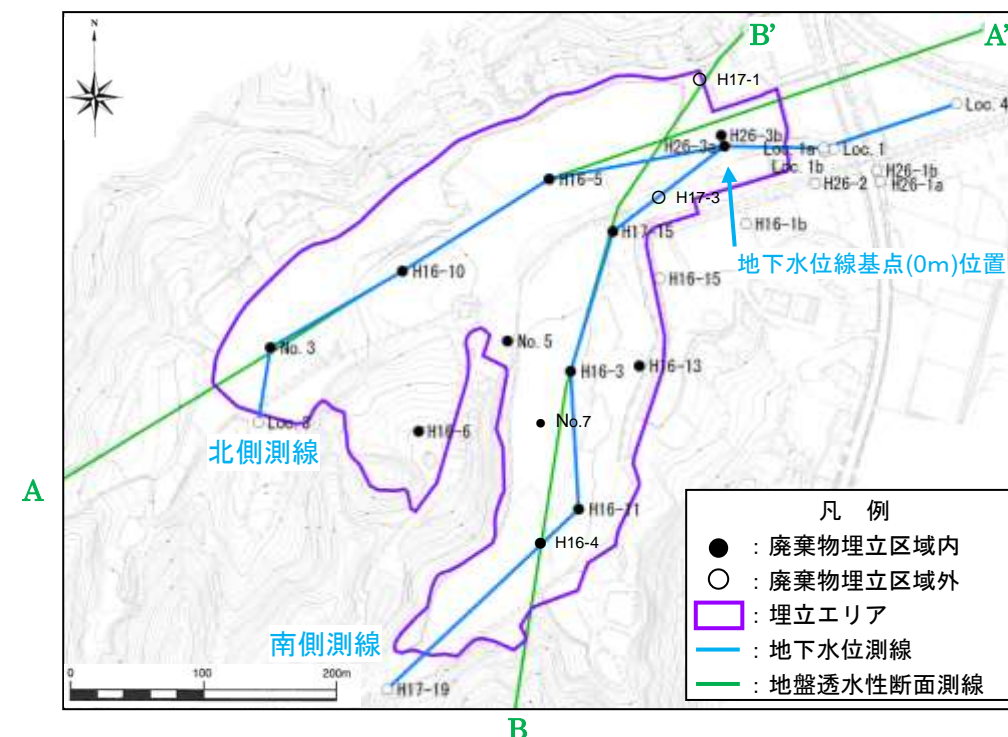 B'
A'
N
H17-1
Loc. 4
H26-3b
H26-3a
Loc. 1a
Loc. 1
Loc. 1b
H26-1b
H26-2
H26-1a
H16-5
H17-3
H16-1b
H17-15
地下水位線基点(0m)位置
H16-10
H16-15
No. 3
No. 5
H16-3
H16-13
Loc. 3
No.7
H16-6
北側測線
A
H16-11
H16-4
凡 例
● : 廃棄物埋立区域内
○ : 廃棄物埋立区域外
: 埋立エリア
: 地下水位測線
: 地盤透水性断面測線
南側測線
0 100 200m
H17-19
B